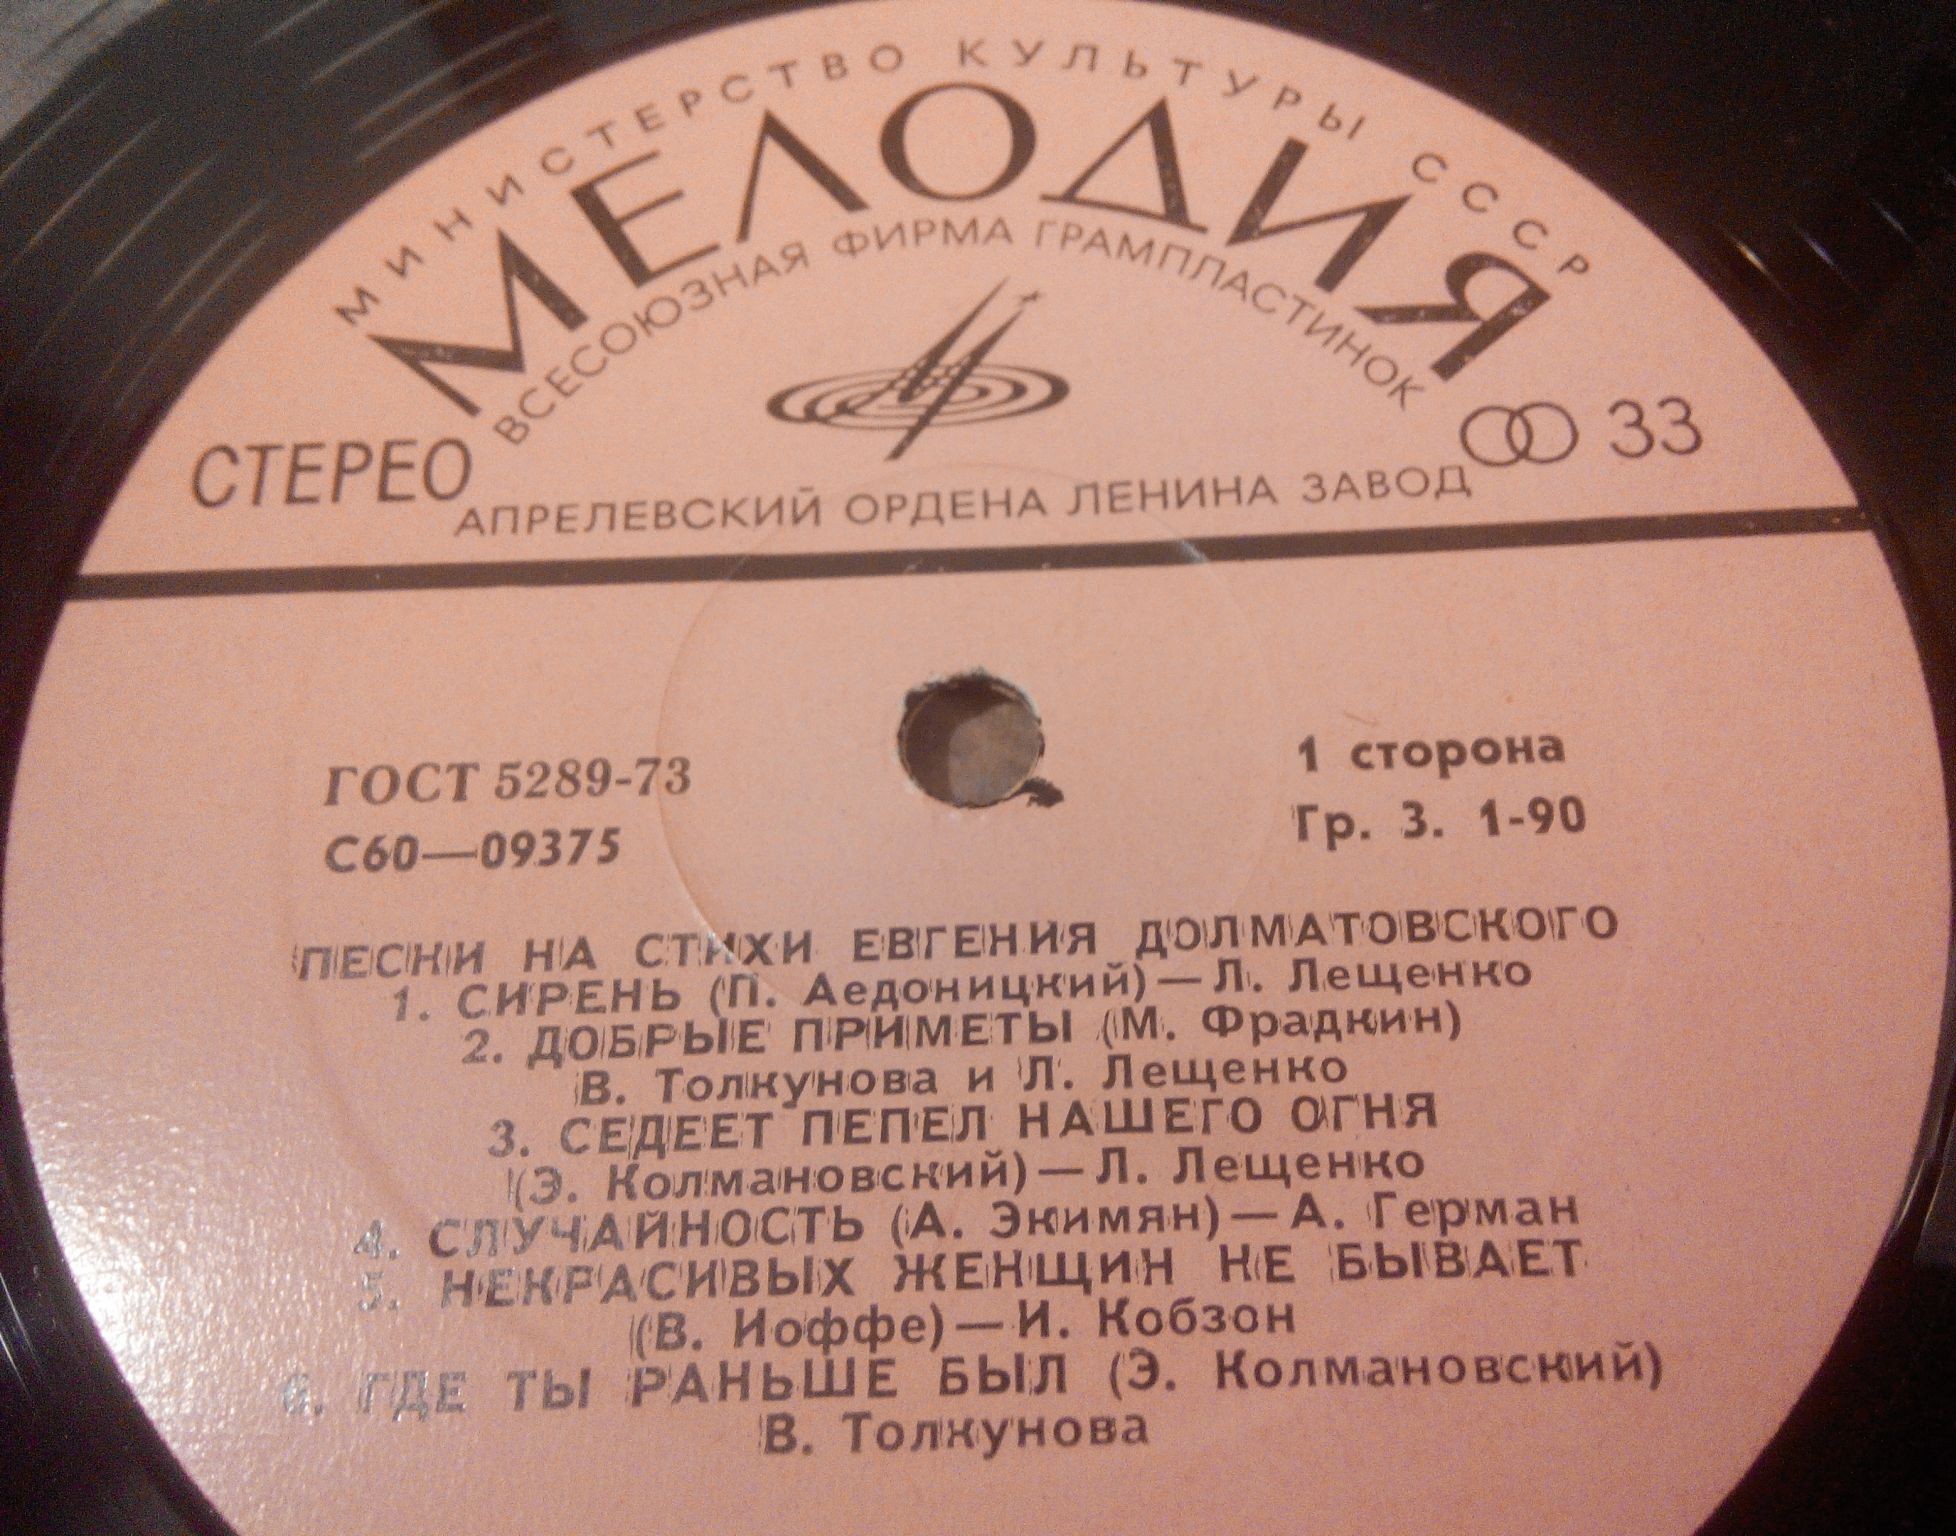 МИНИСТЕРСТВО КУЛЬТУРЫ СССР
МЕЛОДИЯ
ВСЕСОЮЗНАЯ ФИРМА ГРАМПЛАСТИНОК
СТЕРЕО
33
АПРЕЛЕВСКИЙ ОРДЕНА ЛЕНИНА ЗАВОД
ГОСТ 5289-73
1 сторона
С60—09375
Гр. 3. 1-90
ПЕСНИ НА СТИХИ ЕВГЕНИЯ ДОЛМАТОВСКОГО
1. СИРЕНЬ (П. Аедоницкий)—Л. Лещенко
2. ДОБРЫЕ ПРИМЕТЫ (М. Фрадкин)
В. Толкунова и Л. Лещенко
3. СЕДЕЕТ ПЕПЕЛ НАШЕГО ОГНЯ
(Э. Колмановский)—Л. Лещенко
4. СЛУЧАЙНОСТЬ (А. Экимян)—А. Герман
5. НЕКРАСИВЫХ ЖЕНЩИН НЕ БЫВАЕТ
(В. Иоффе)—И. Кобзон
6. ГДЕ ТЫ РАНЬШЕ БЫЛ (Э. Колмановский)
В. Толкунова